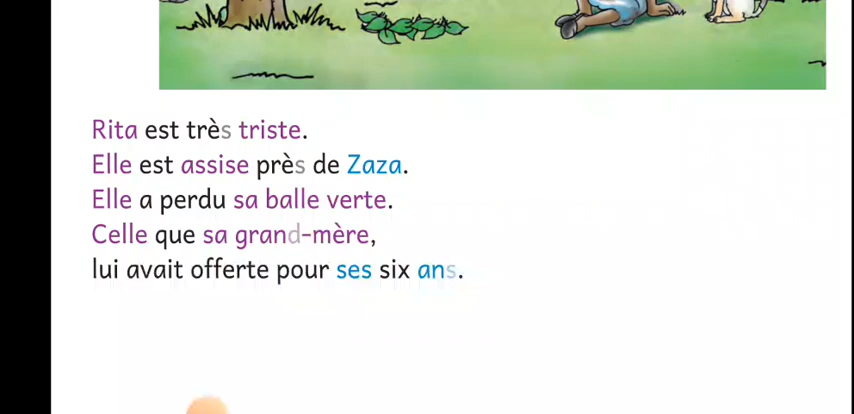 Rita est très triste.
Elle est assise près de Zaza.
Elle a perdu sa balle verte.
Celle que sa grand-mère,
lui avait offerte pour ses six ans.